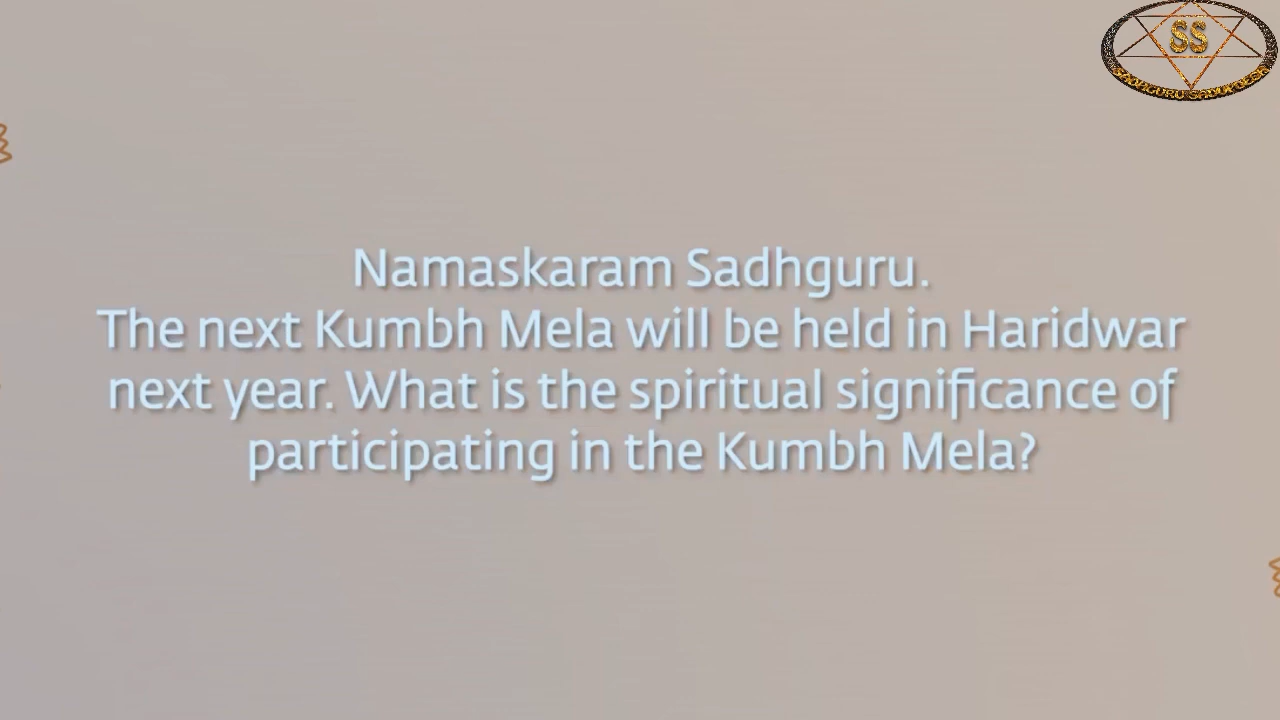 SS
Namaskaram Sadhguru.
The next Kumbh Mela will be held in Haridwar
next year. What is the spiritual significance of
participating in the Kumbh Mela?